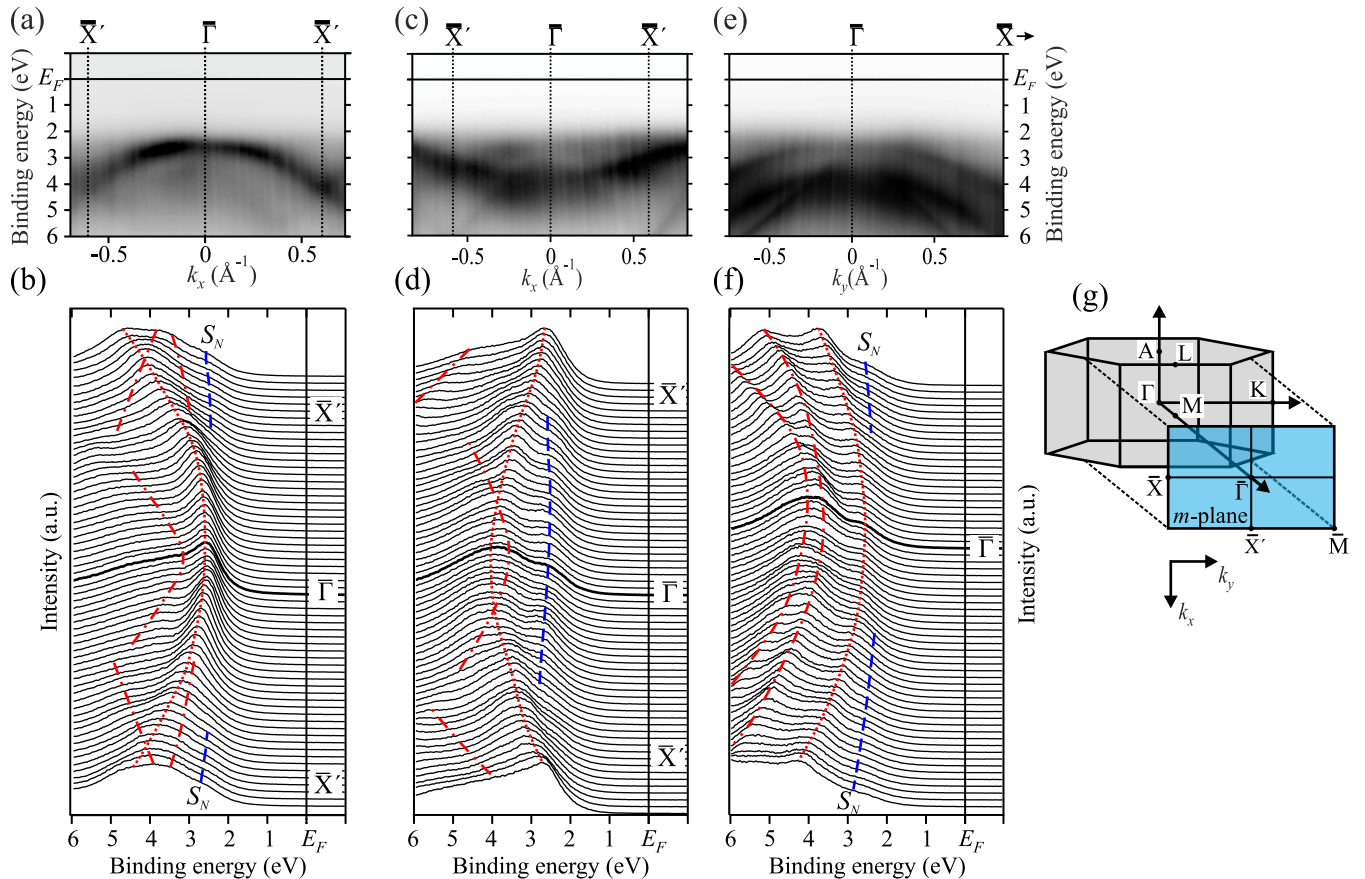 (a)
X̄′ Γ̄ X̄′
Binding energy (eV)
E_F
1
2
3
4
5
6
-0.5 0 0.5
k_x (Å⁻¹)
(c)
X̄′ Γ̄ X̄′
-0.5 0 0.5
k_x (Å⁻¹)
(e)
Γ̄ X̄ →
E_F
1
2
3
4
5
6
Binding energy (eV)
-0.5 0 0.5
k_y(Å⁻¹)
(b)
S_N
X̄′
Γ̄
X̄′
S_N
Intensity (a.u.)
6 5 4 3 2 1 E_F
Binding energy (eV)
(d)
X̄′
Γ̄
X̄′
6 5 4 3 2 1 E_F
Binding energy (eV)
(f)
S_N
Γ̄
S_N
Intensity (a.u.)
6 5 4 3 2 1 E_F
Binding energy (eV)
(g)
A L
Γ M K
X̄ Γ̄
m-plane
X̄′ M̄
k_y
k_x